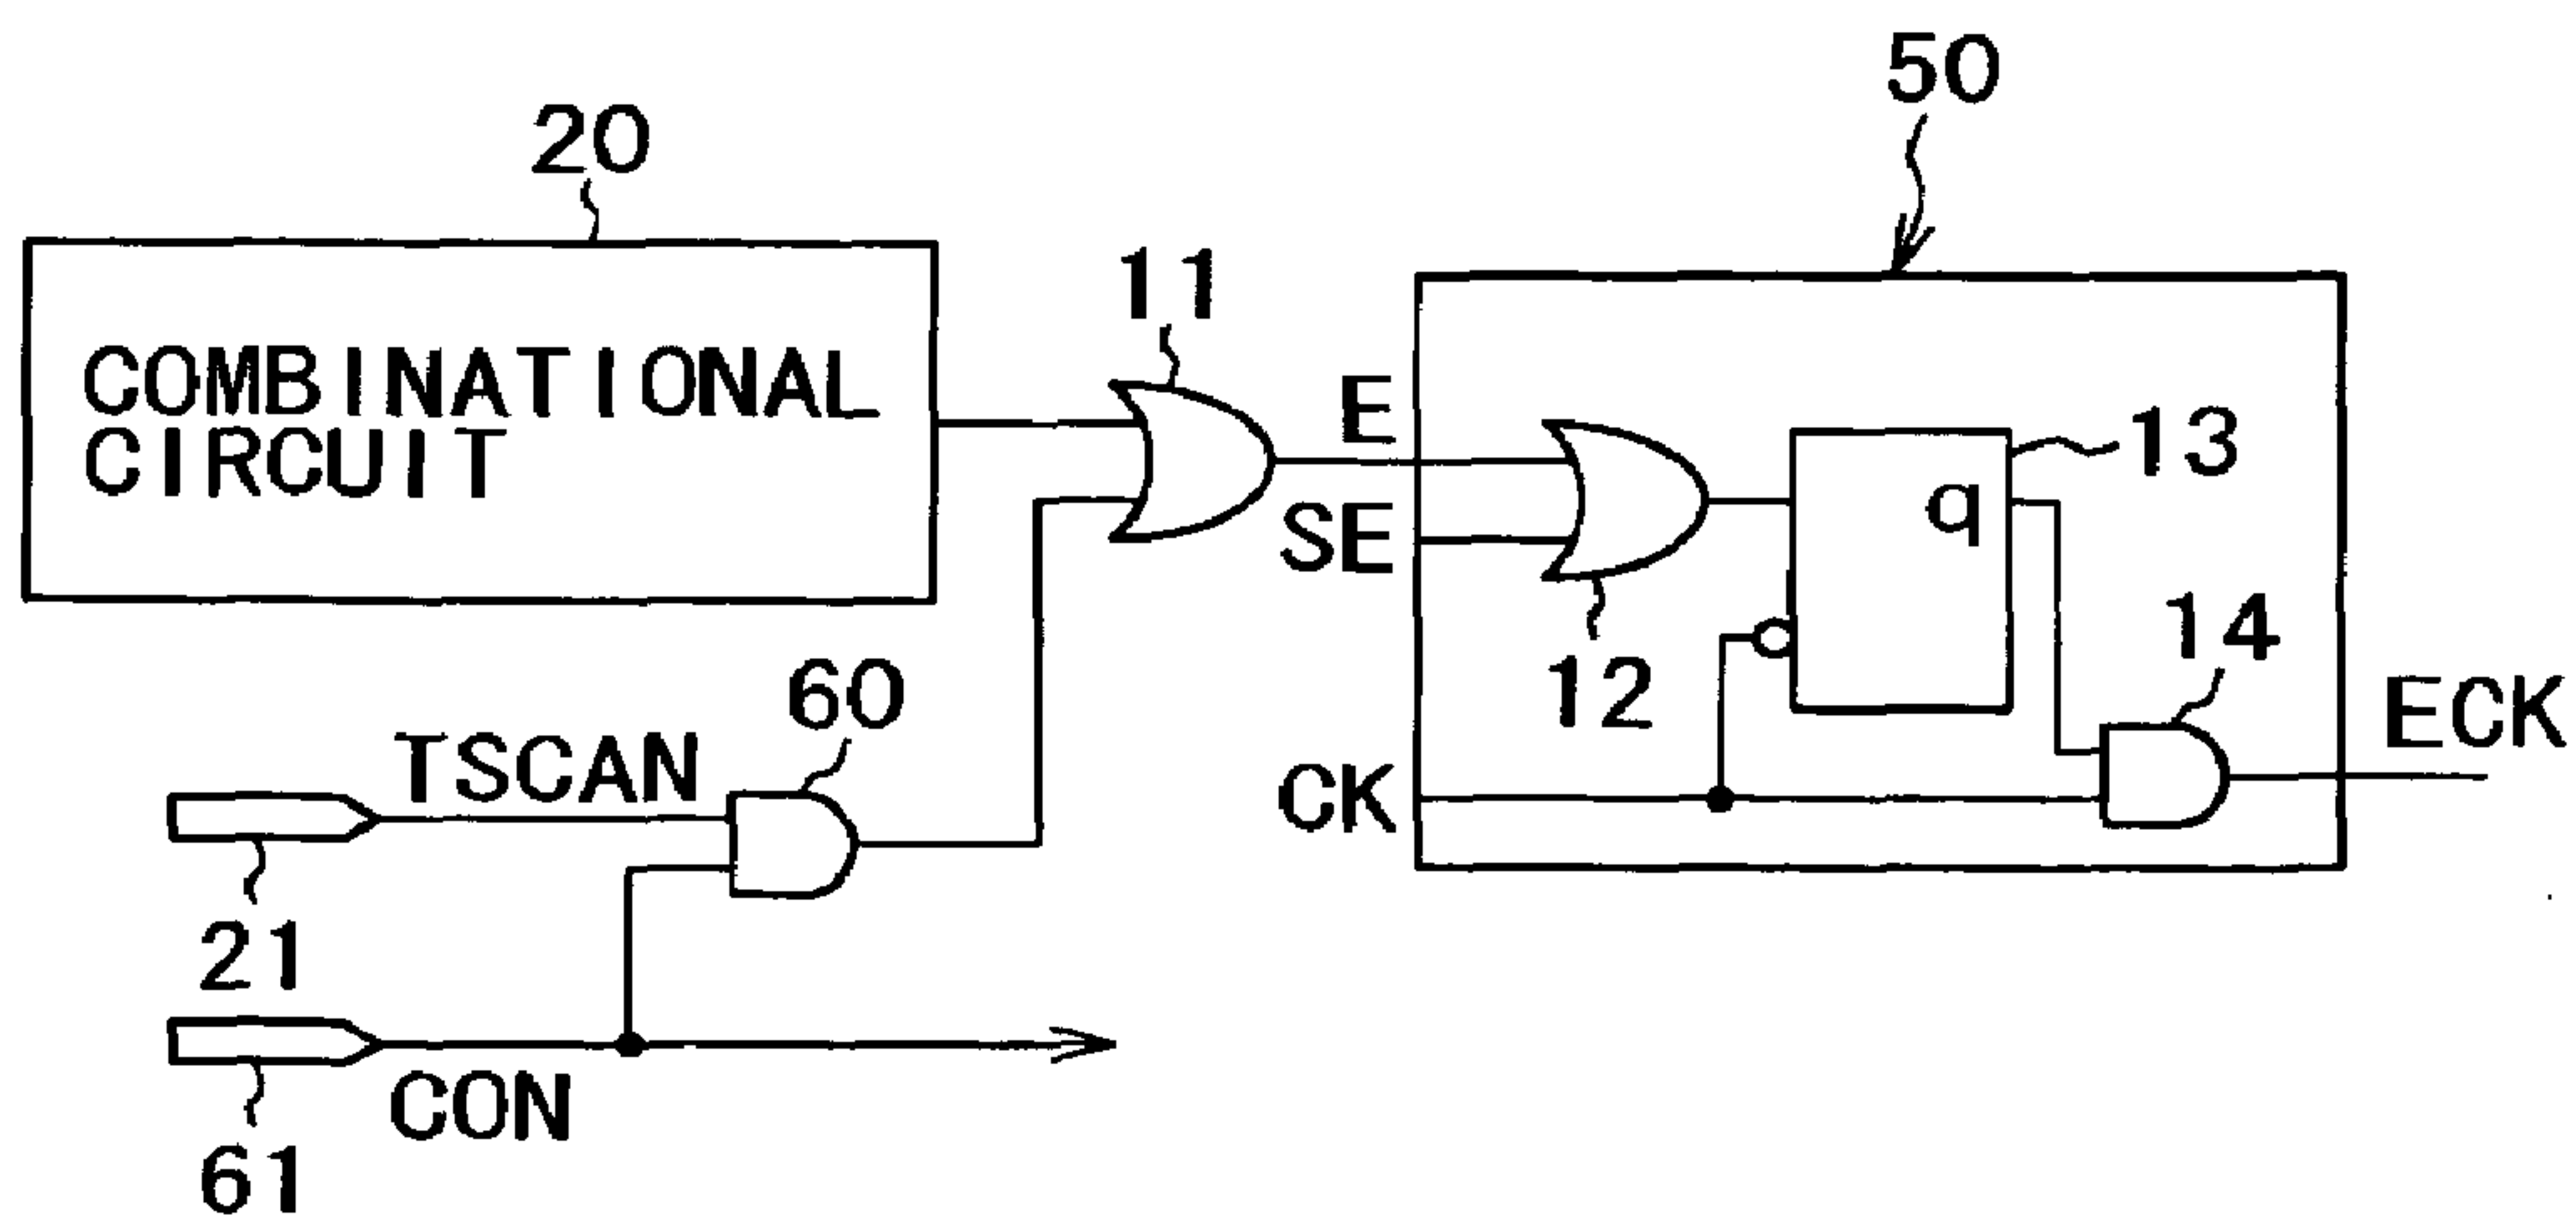 50
20
11
COMBINATIONAL
CIRCUIT
E
13
q
SE
14
60
12
TSCAN
ECK
CK
21
CON
61